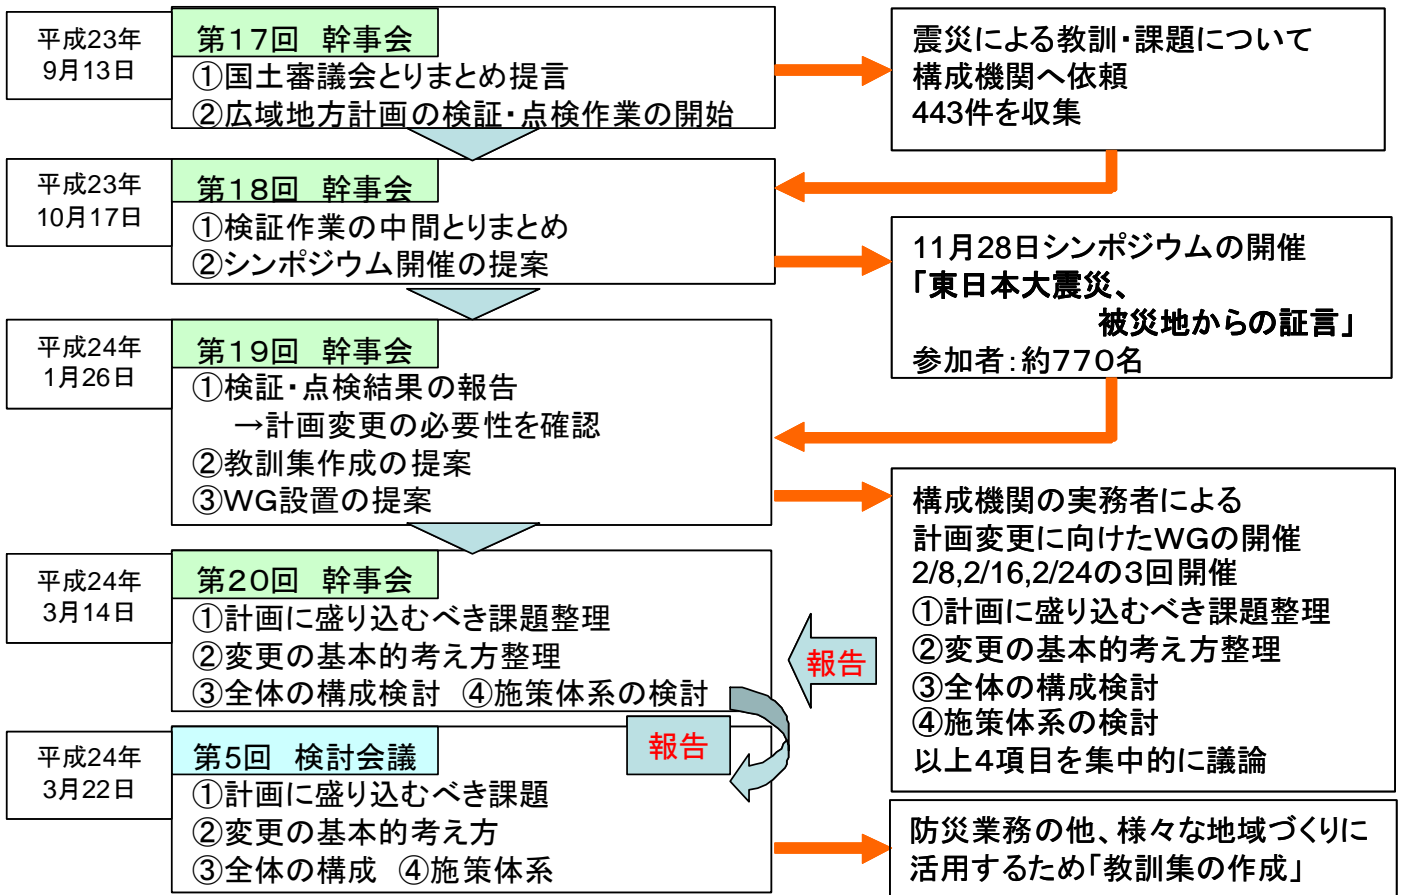 平成23年
9月13日
第17回 幹事会
①国土審議会とりまとめ提言
②広域地方計画の検証・点検作業の開始
震災による教訓・課題について
構成機関へ依頼
443件を収集
平成23年
10月17日
第18回 幹事会
①検証作業の中間とりまとめ
②シンポジウム開催の提案
11月28日シンポジウムの開催
「東日本大震災、
被災地からの証言」
参加者:約770名
平成24年
1月26日
第19回 幹事会
①検証・点検結果の報告
→計画変更の必要性を確認
②教訓集作成の提案
③WG設置の提案
構成機関の実務者による
計画変更に向けたWGの開催
2/8,2/16,2/24の3回開催
①計画に盛り込むべき課題整理
②変更の基本的考え方整理
③全体の構成検討
④施策体系の検討
以上4項目を集中的に議論
報告
平成24年
3月14日
第20回 幹事会
①計画に盛り込むべき課題整理
②変更の基本的考え方整理
③全体の構成検討 ④施策体系の検討
報告
平成24年
3月22日
第5回 検討会議
①計画に盛り込むべき課題
②変更の基本的考え方
③全体の構成 ④施策体系
防災業務の他、様々な地域づくりに
活用するため「教訓集の作成」